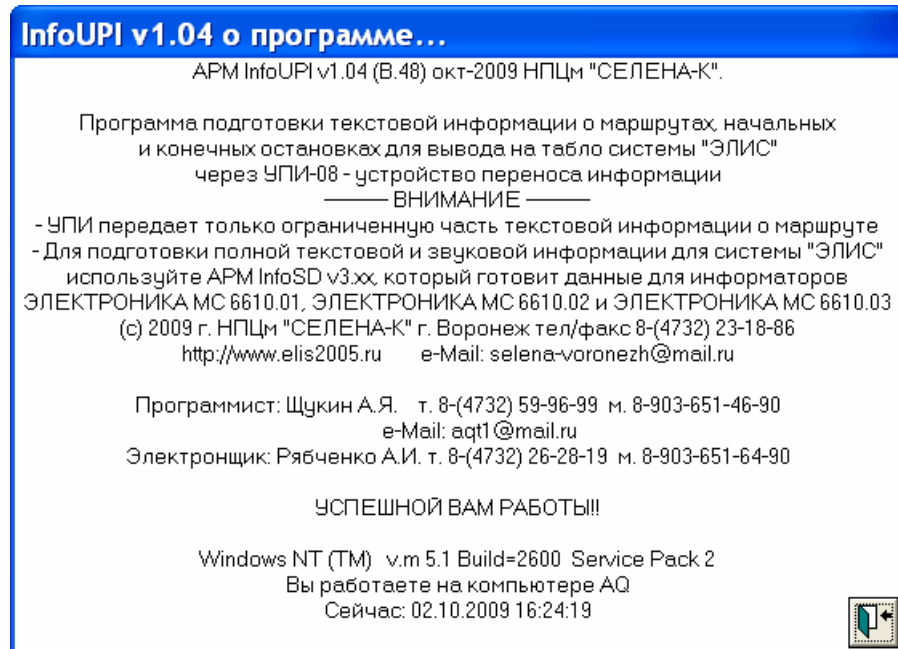 InfoUPI v1.04 о программе...
АРМ InfoUPI v1.04 (В.48) окт-2009 НПЦм "СЕЛЕНА-К".
Программа подготовки текстовой информации о маршрутах, начальных
и конечных остановках для вывода на табло системы "ЭЛИС"
через УПИ-08 - устройство переноса информации
——— ВНИМАНИЕ ———
- УПИ передает только ограниченную часть текстовой информации о маршруте
- Для подготовки полной текстовой и звуковой информации для системы "ЭЛИС"
используйте АРМ InfoSD v3.xx, который готовит данные для информаторов
ЭЛЕКТРОНИКА МС 6610.01, ЭЛЕКТРОНИКА МС 6610.02 и ЭЛЕКТРОНИКА МС 6610.03
(с) 2009 г. НПЦм "СЕЛЕНА-К" г. Воронеж тел/факс 8-(4732) 23-18-86
http://www.elis2005.ru e-Mail: selena-voronezh@mail.ru
Программист: Щукин А.Я. т. 8-(4732) 59-96-99 м. 8-903-651-46-90
e-Mail: aqt1@mail.ru
Электронщик: Рябченко А.И. т. 8-(4732) 26-28-19 м. 8-903-651-64-90
УСПЕШНОЙ ВАМ РАБОТЫ!!
Windows NT (TM) v.m 5.1 Build=2600 Service Pack 2
Вы работаете на компьютере AQ
Сейчас: 02.10.2009 16:24:19